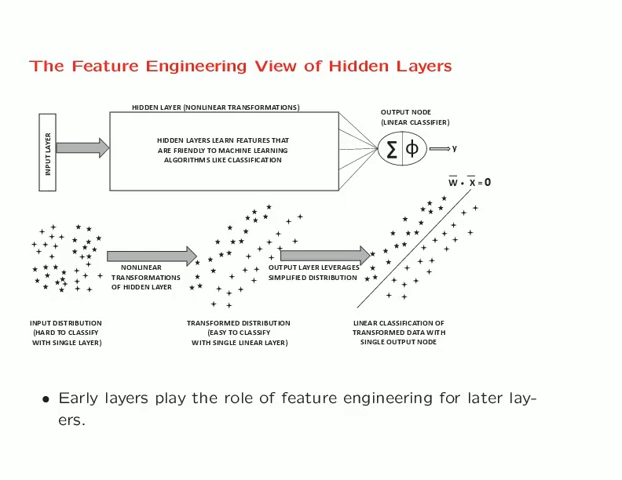 The Feature Engineering View of Hidden Layers
HIDDEN LAYER (NONLINEAR TRANSFORMATIONS)
INPUT LAYER
HIDDEN LAYERS LEARN FEATURES THAT
ARE FRIENDLY TO MACHINE LEARNING
ALGORITHMS LIKE CLASSIFICATION
OUTPUT NODE
(LINEAR CLASSIFIER)
∑ ϕ
y
W • X = 0
NONLINEAR
TRANSFORMATIONS
OF HIDDEN LAYER
OUTPUT LAYER LEVERAGES
SIMPLIFIED DISTRIBUTION
INPUT DISTRIBUTION
(HARD TO CLASSIFY
WITH SINGLE LAYER)
TRANSFORMED DISTRIBUTION
(EASY TO CLASSIFY
WITH SINGLE LINEAR LAYER)
LINEAR CLASSIFICATION OF
TRANSFORMED DATA WITH
SINGLE OUTPUT NODE
• Early layers play the role of feature engineering for later lay-
ers.